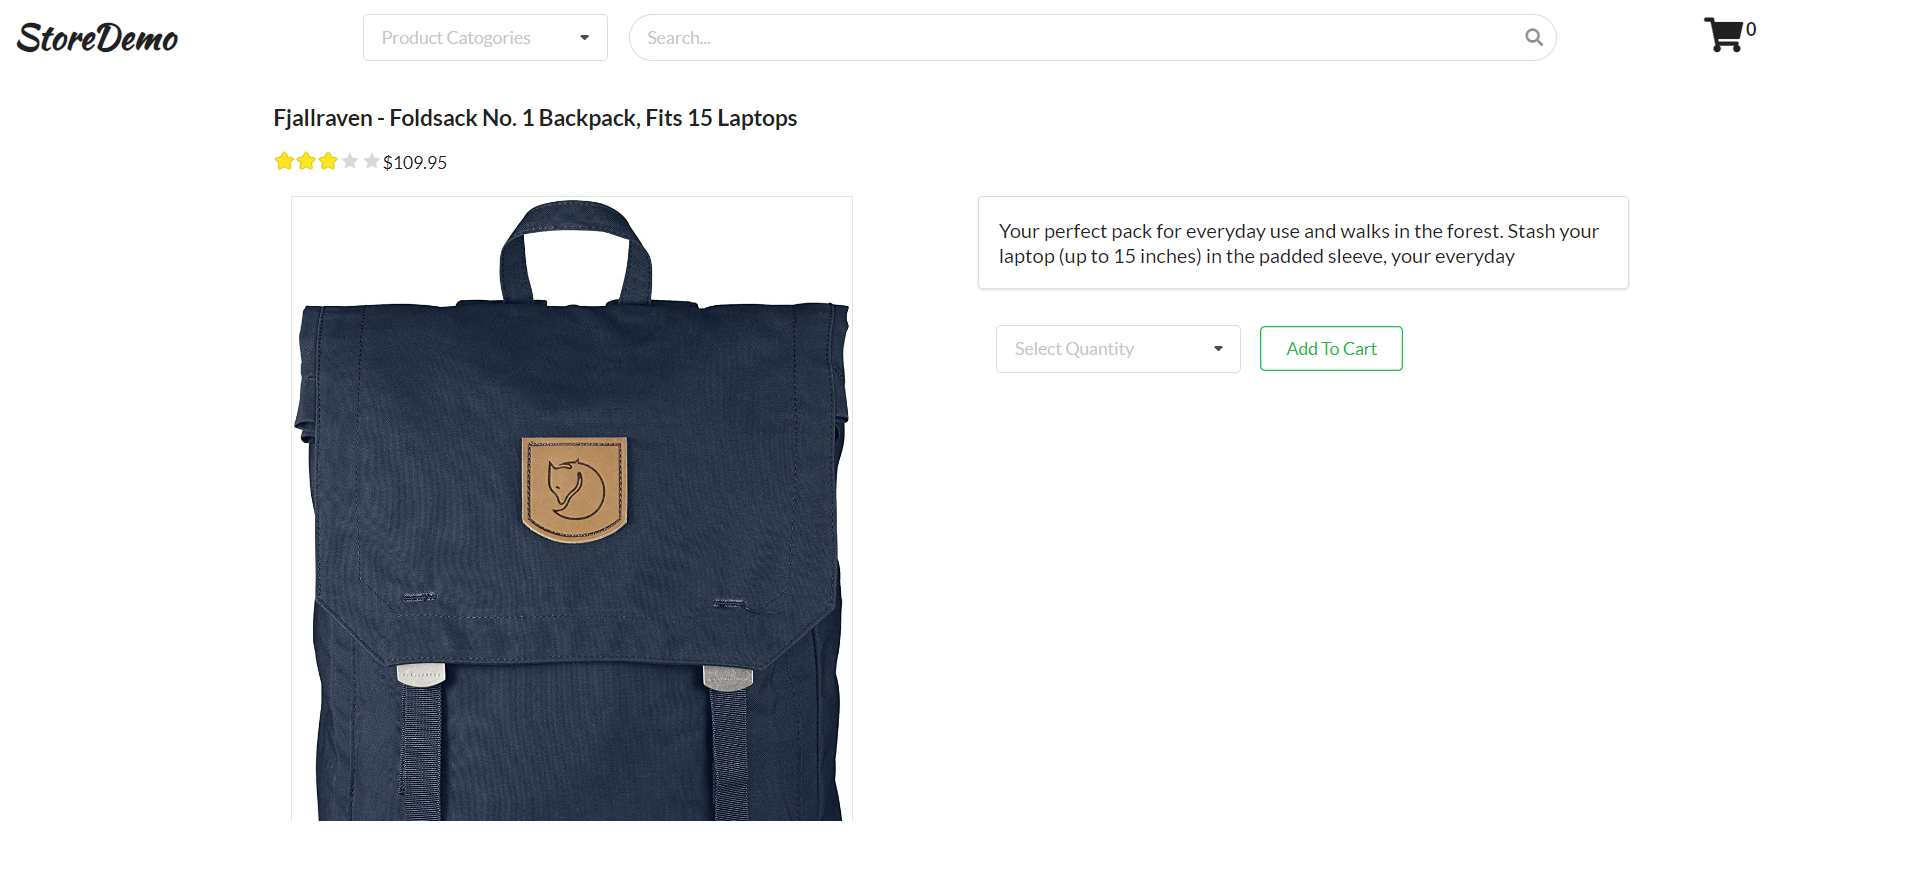 StoreDemo
Product Catogories
Search...
0
Fjallraven - Foldsack No. 1 Backpack, Fits 15 Laptops
$109.95
Your perfect pack for everyday use and walks in the forest. Stash your
laptop (up to 15 inches) in the padded sleeve, your everyday
Select Quantity
Add To Cart